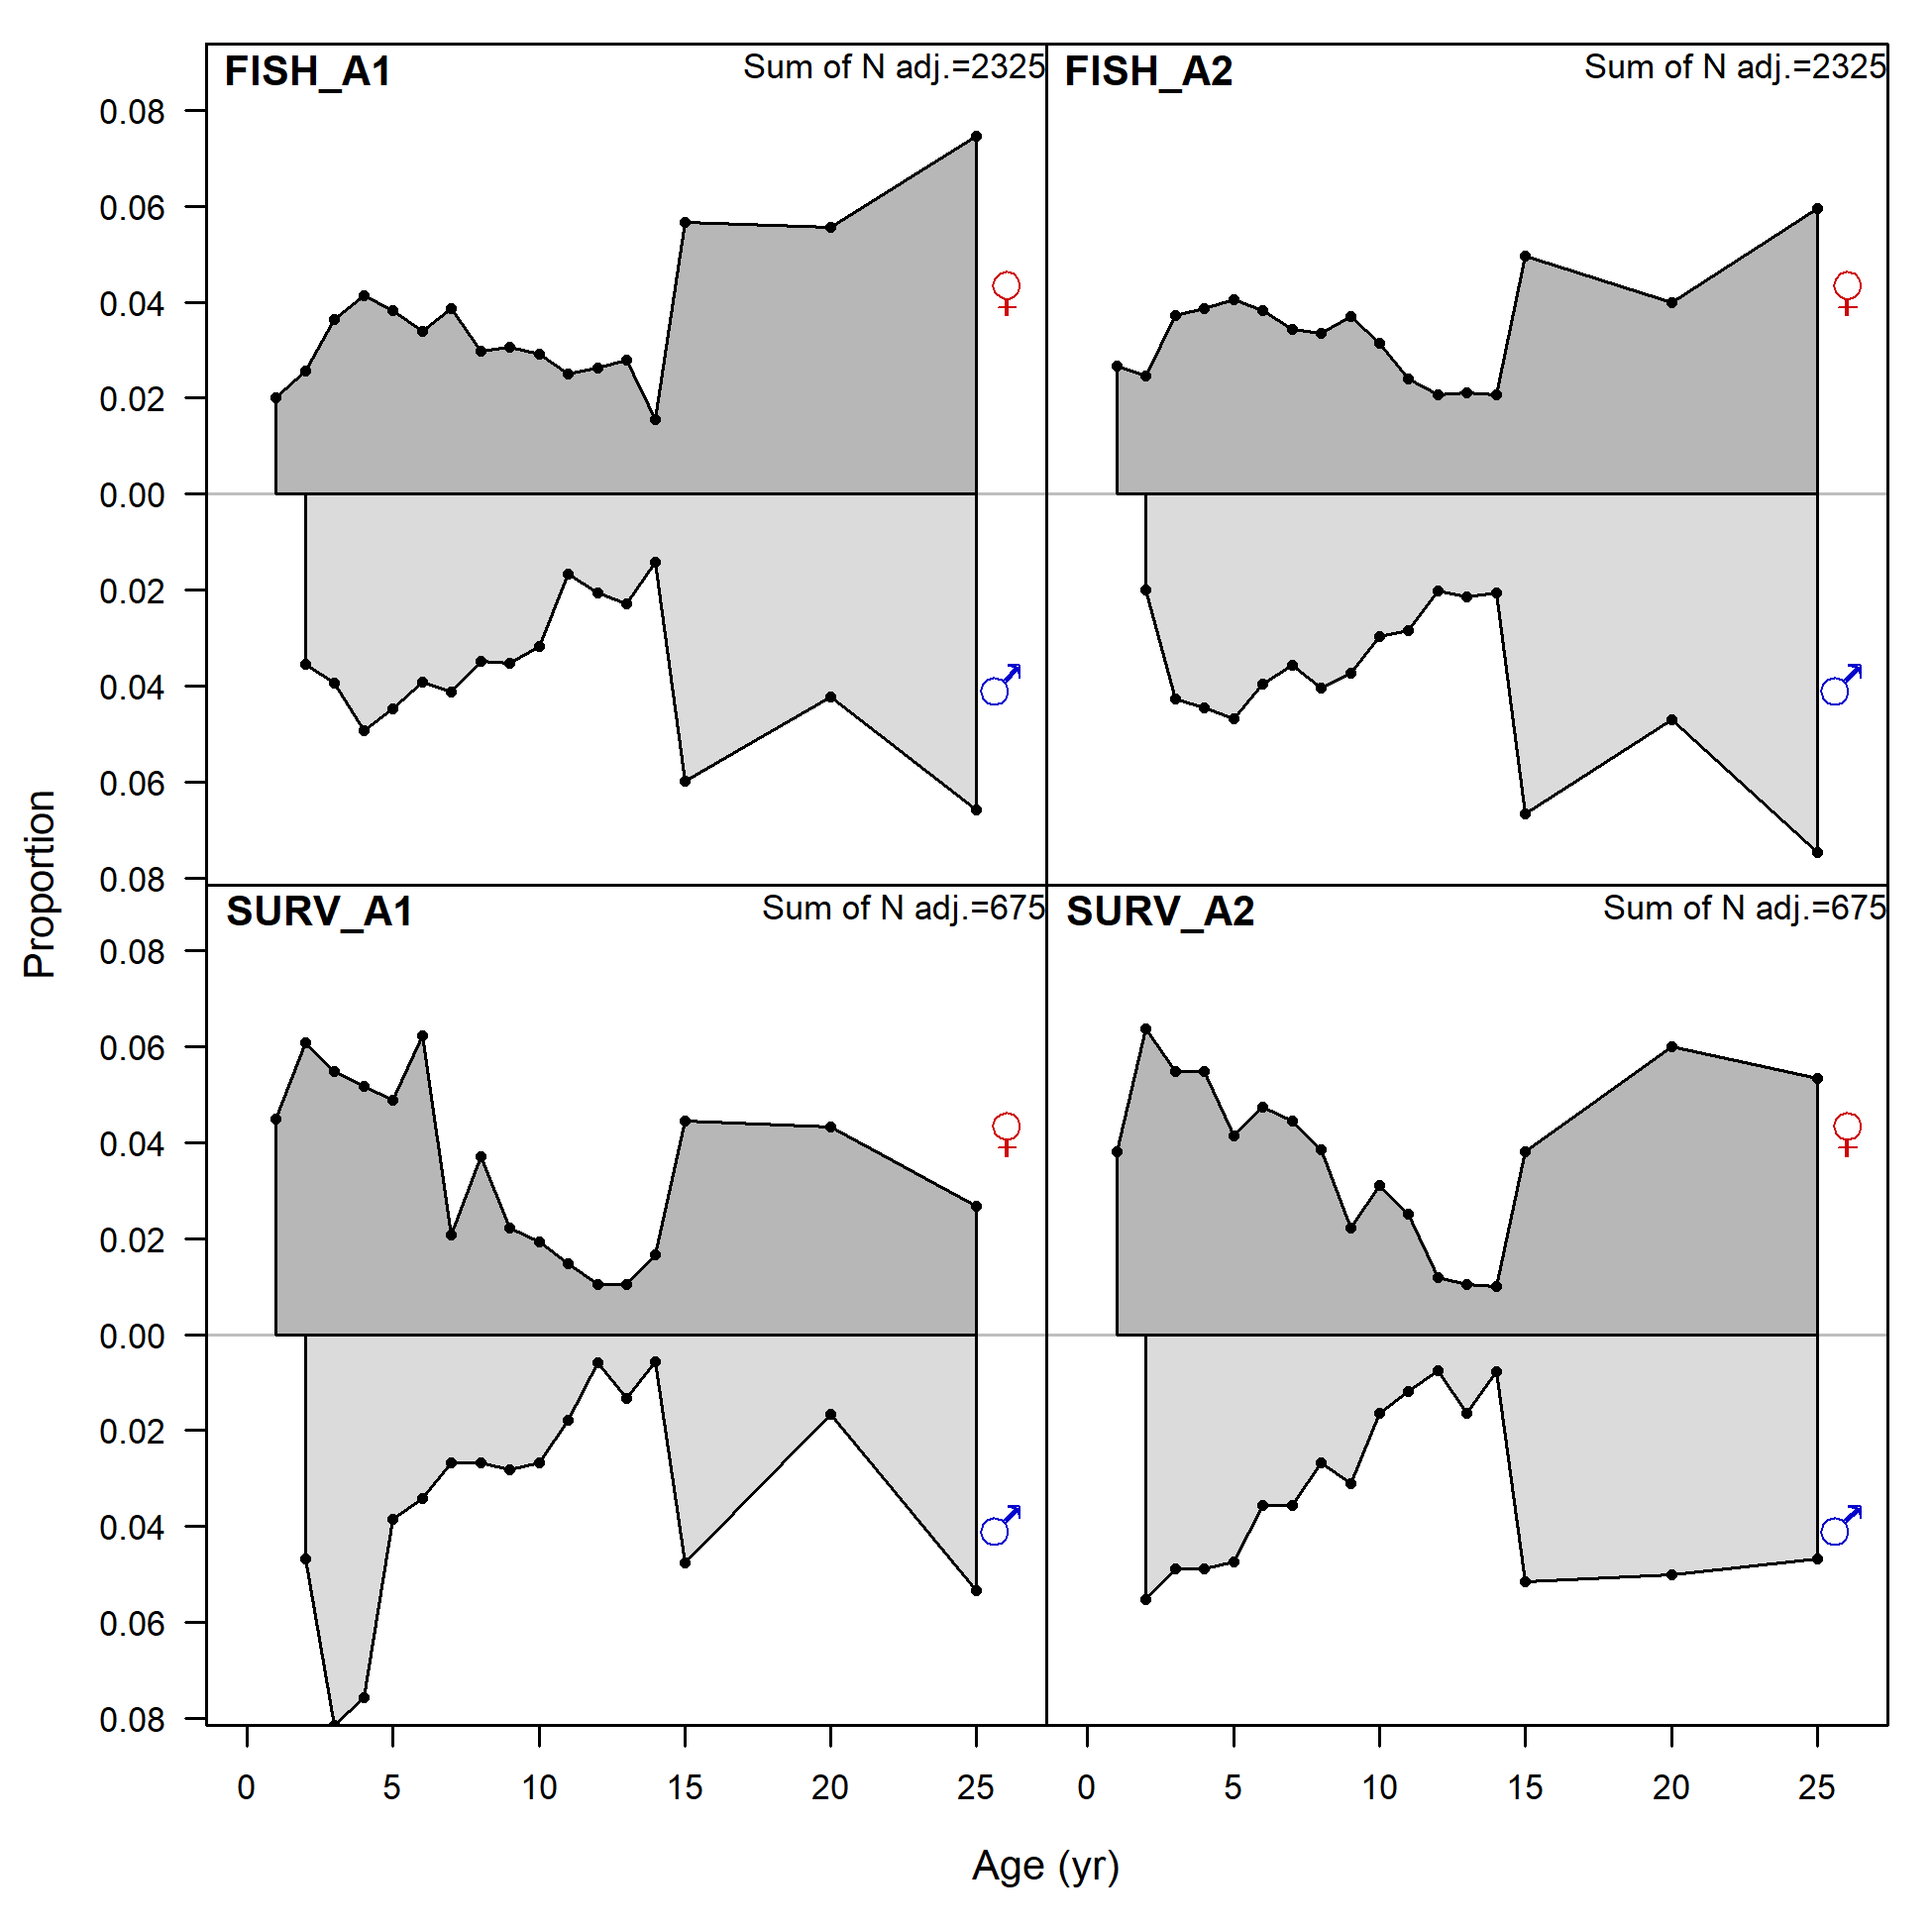 FISH_A1
Sum of N adj.=2325
FISH_A2
Sum of N adj.=2325
0.08
0.06
0.04
0.02
0.00
0.02
0.04
0.06
0.08
♀
♂
♀
♂
Proportion
SURV_A1
Sum of N adj.=675
SURV_A2
Sum of N adj.=675
0.08
0.06
0.04
0.02
0.00
0.02
0.04
0.06
0.08
♀
♂
♀
♂
0 5 10 15 20 25 0 5 10 15 20 25
Age (yr)